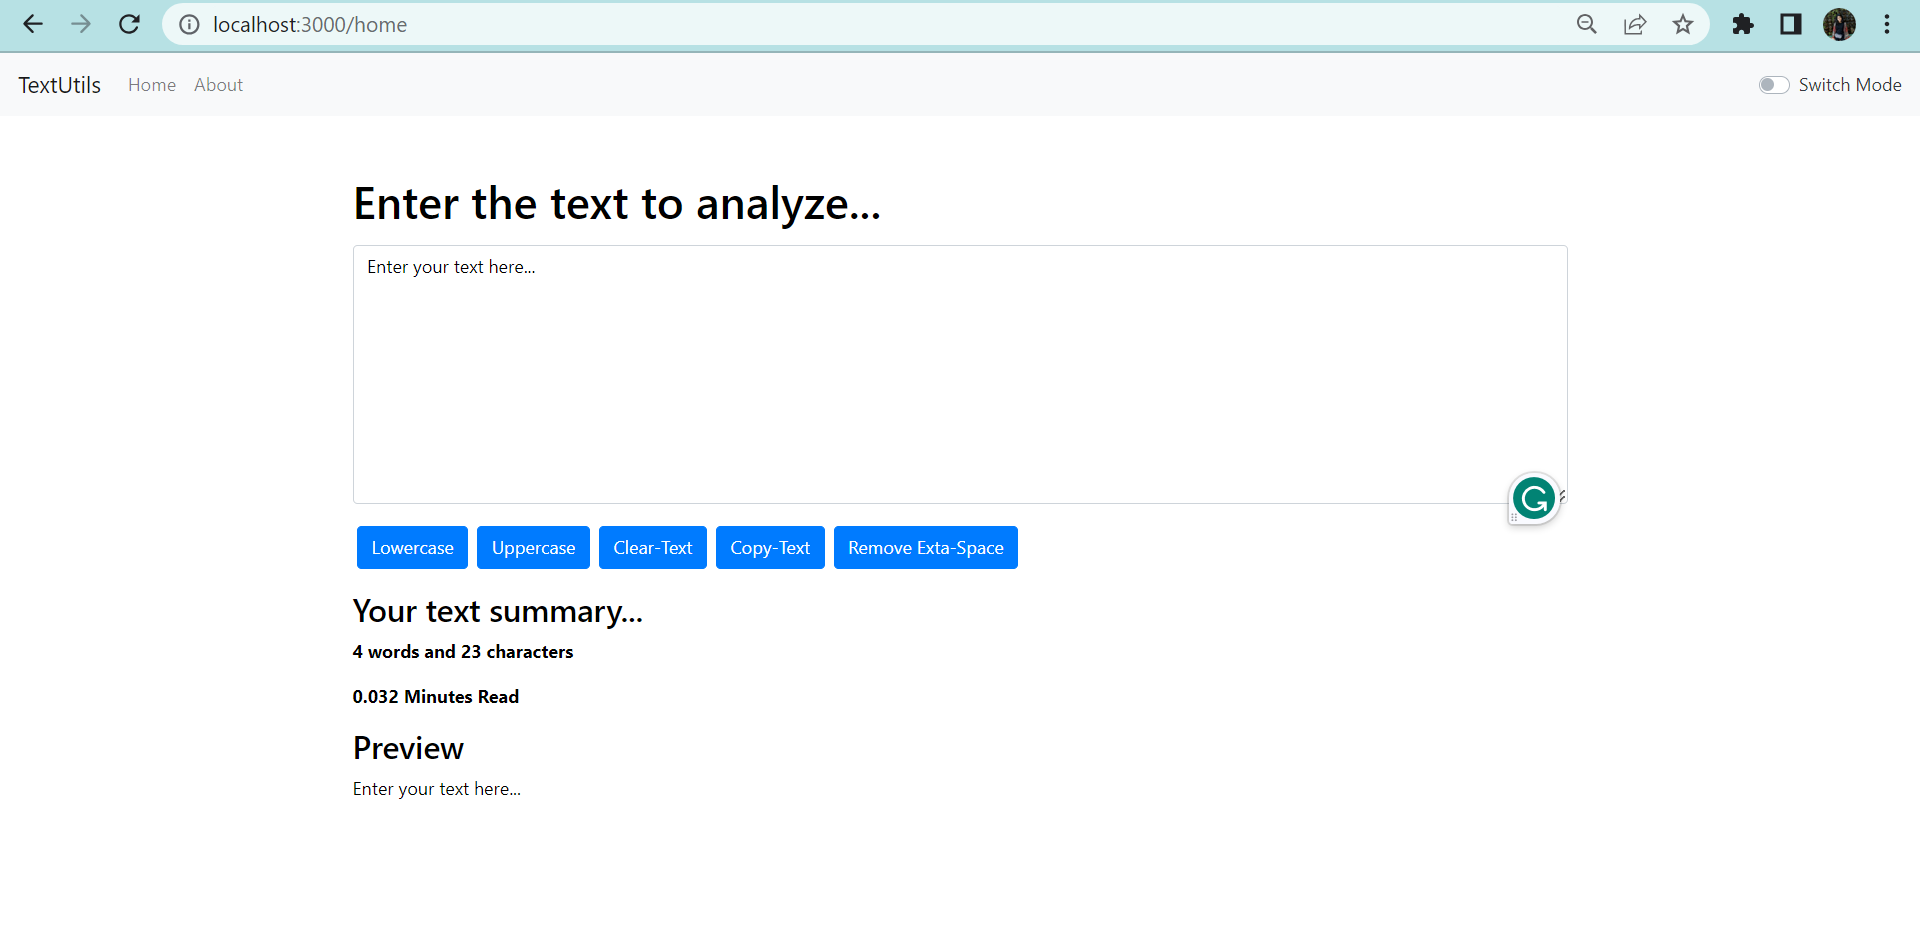 localhost:3000/home
TextUtils Home About Switch Mode
Enter the text to analyze...
Enter your text here...
Lowercase Uppercase Clear-Text Copy-Text Remove Exta-Space
Your text summary...
4 words and 23 characters
0.032 Minutes Read
Preview
Enter your text here...